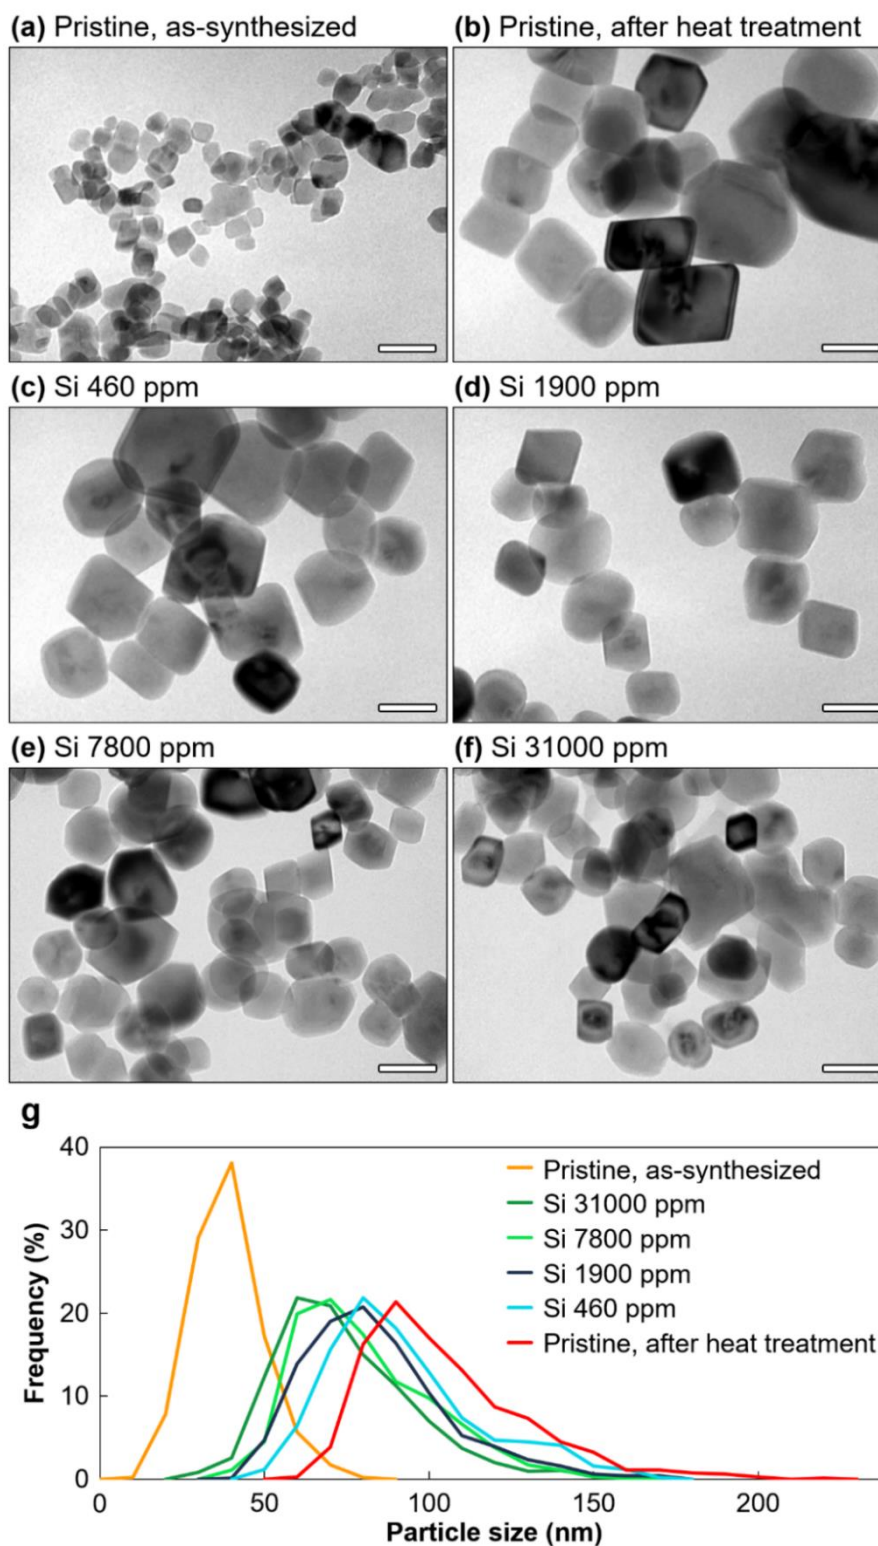 (a) Pristine, as-synthesized
(b) Pristine, after heat treatment
(c) Si 460 ppm
(d) Si 1900 ppm
(e) Si 7800 ppm
(f) Si 31000 ppm
g
40
30
20
10
0
Frequency (%)
Pristine, as-synthesized
Si 31000 ppm
Si 7800 ppm
Si 1900 ppm
Si 460 ppm
Pristine, after heat treatment
0
50
100
150
200
Particle size (nm)